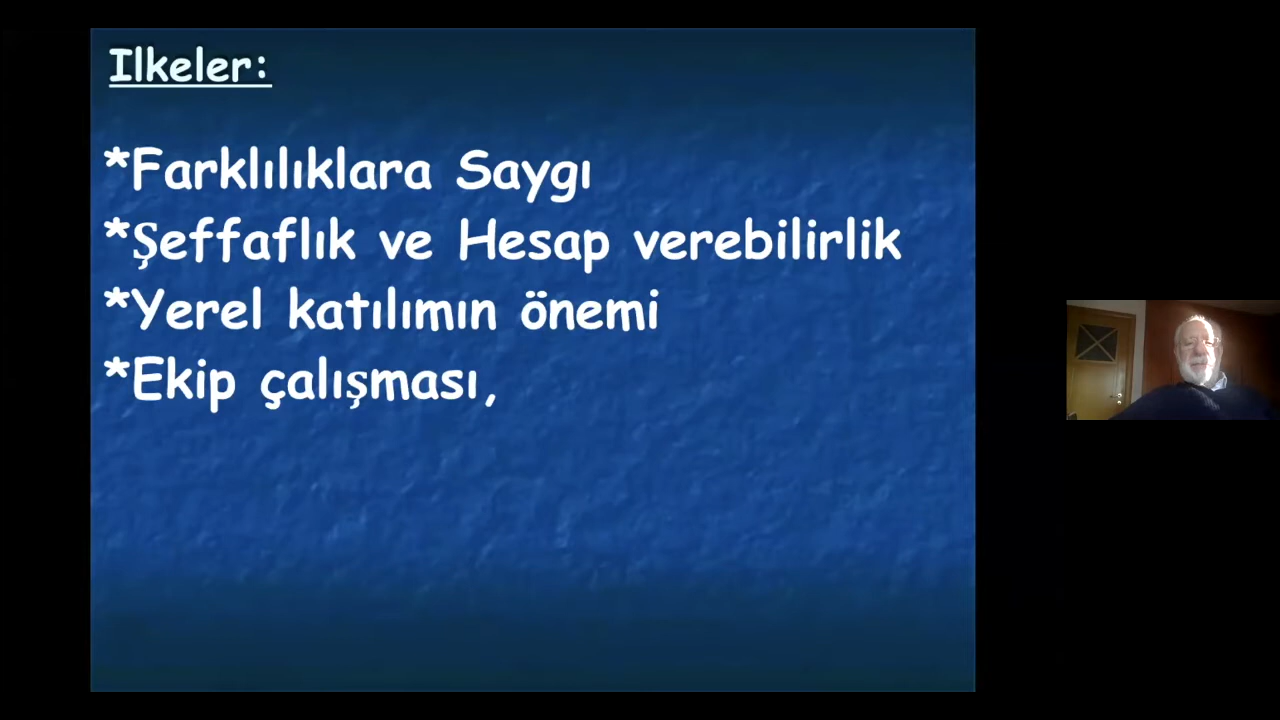 Ilkeler:
*Farklılıklara Saygı
*Şeffaflık ve Hesap verebilirlik
*Yerel katılımın önemi
*Ekip çalışması,